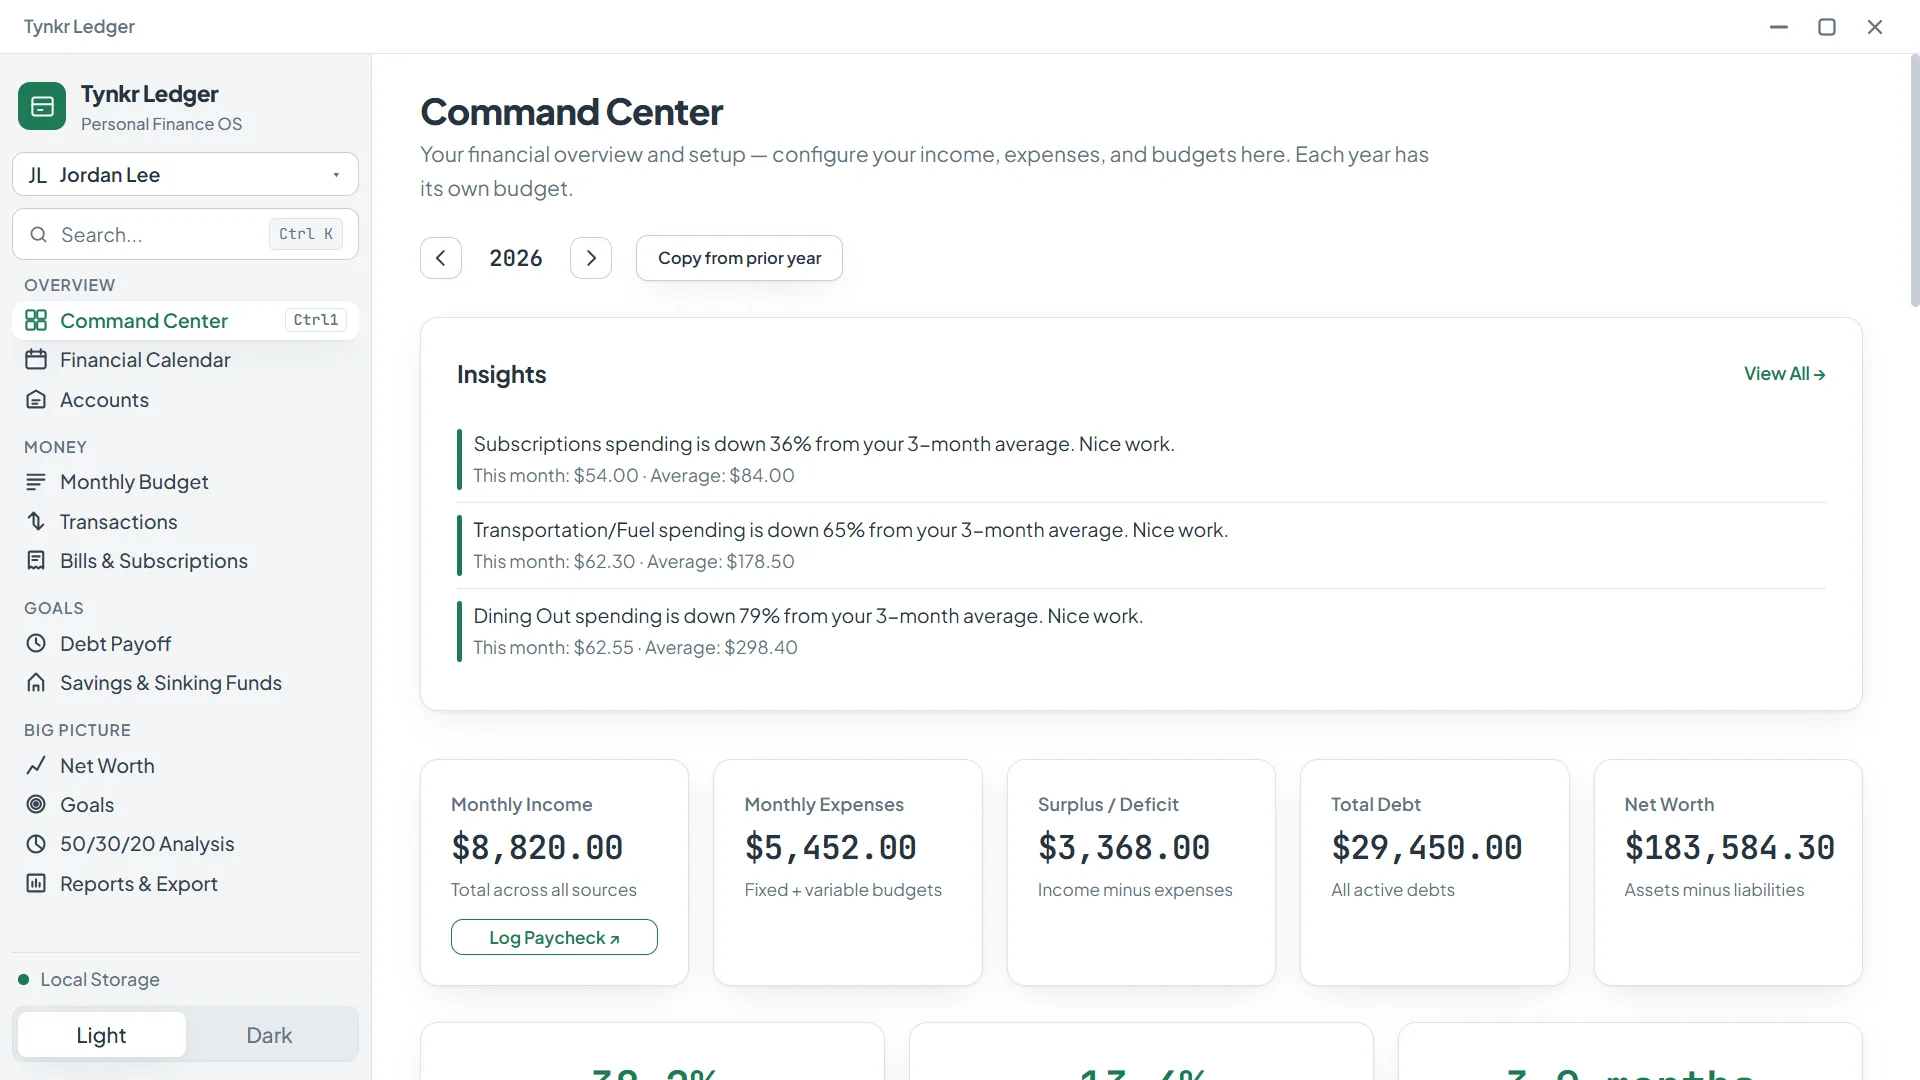 Tynkr Ledger
Tynkr Ledger
Personal Finance OS
JL Jordan Lee
Search... Ctrl K
OVERVIEW
Command Center Ctrl1
Financial Calendar
Accounts
MONEY
Monthly Budget
Transactions
Bills & Subscriptions
GOALS
Debt Payoff
Savings & Sinking Funds
BIG PICTURE
Net Worth
Goals
50/30/20 Analysis
Reports & Export
Local Storage
Light Dark
Command Center
Your financial overview and setup — configure your income, expenses, and budgets here. Each year has
its own budget.
2026 Copy from prior year
Insights View All →
Subscriptions spending is down 36% from your 3-month average. Nice work.
This month: $54.00 · Average: $84.00
Transportation/Fuel spending is down 65% from your 3-month average. Nice work.
This month: $62.30 · Average: $178.50
Dining Out spending is down 79% from your 3-month average. Nice work.
This month: $62.55 · Average: $298.40
Monthly Income
$8,820.00
Total across all sources
Log Paycheck ↗
Monthly Expenses
$5,452.00
Fixed + variable budgets
Surplus / Deficit
$3,368.00
Income minus expenses
Total Debt
$29,450.00
All active debts
Net Worth
$183,584.30
Assets minus liabilities